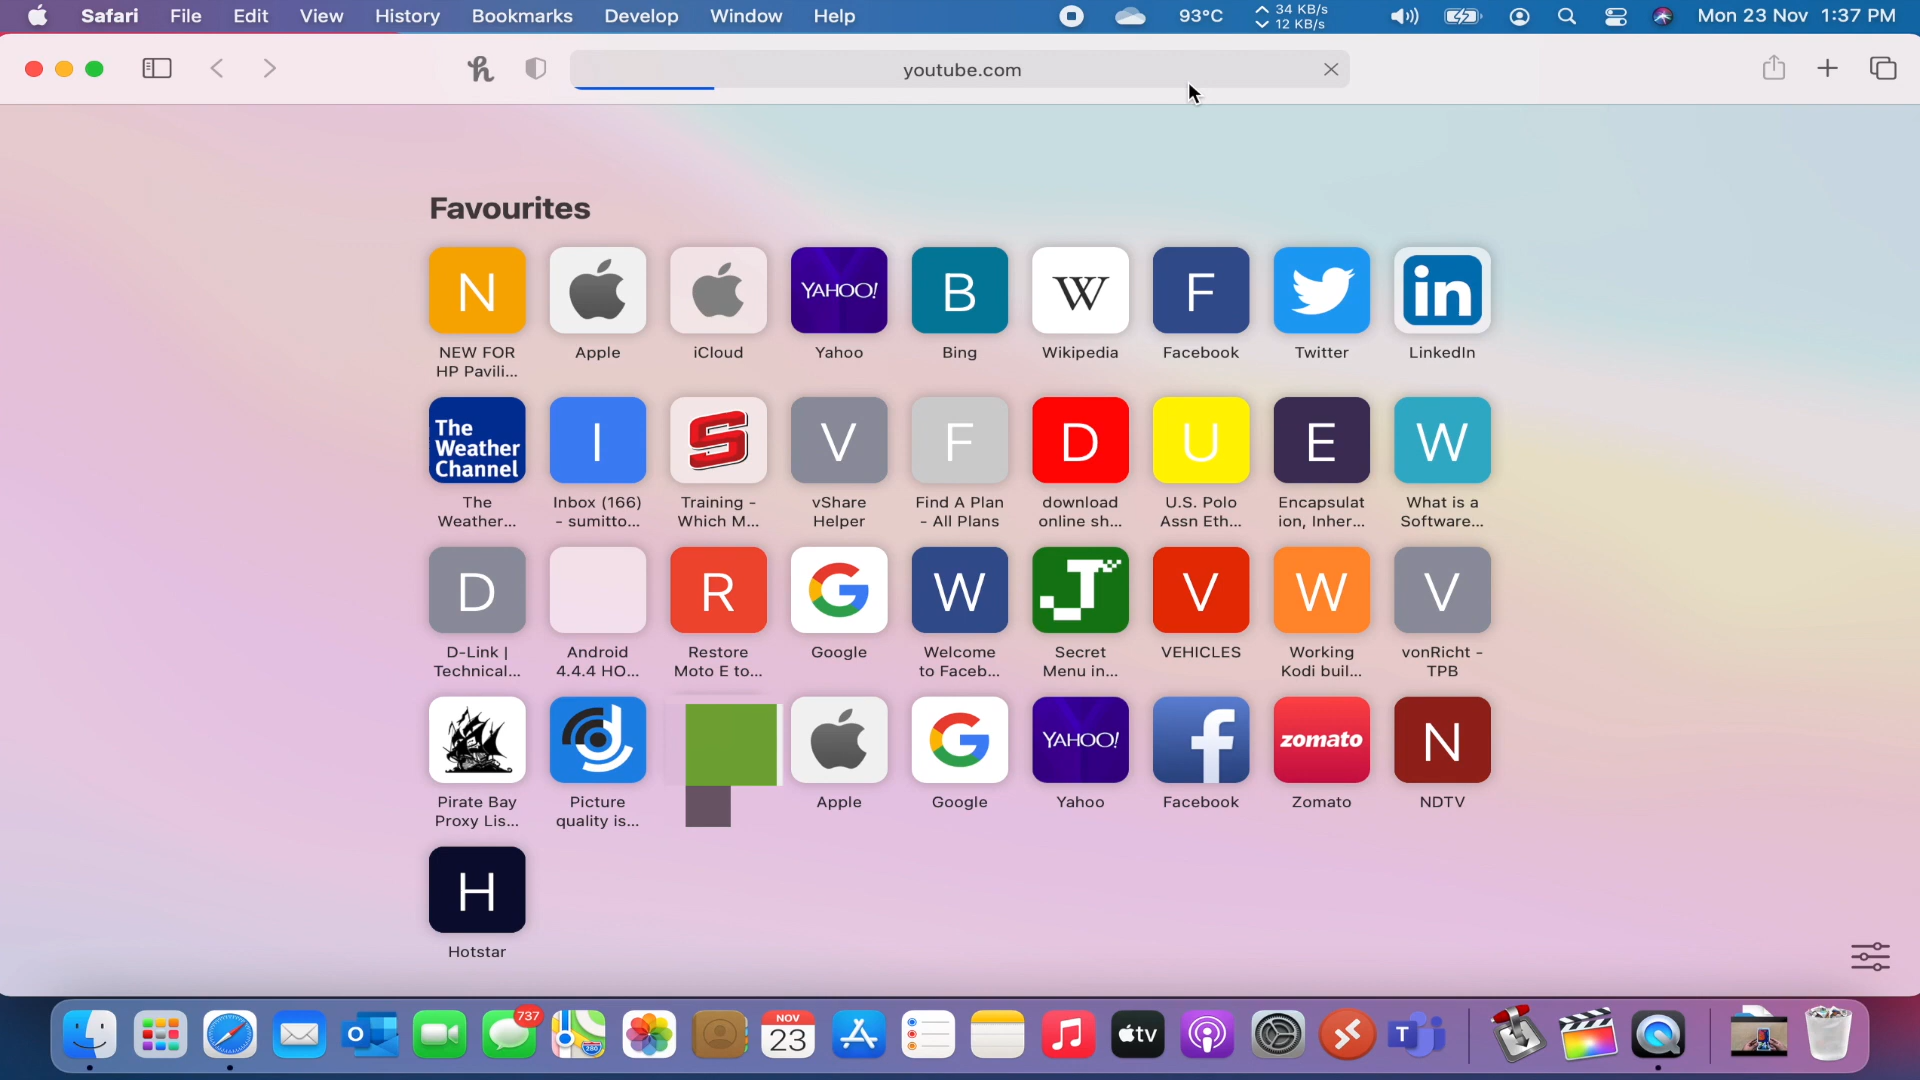 Safari File Edit View History Bookmarks Develop Window Help 93°C 34 KB/s 12 KB/s Mon 23 Nov 1:37 PM
youtube.com
Favourites
N YAHOO! B W F in
NEW FOR HP Pavili... Apple iCloud Yahoo Bing Wikipedia Facebook Twitter LinkedIn
The Weather Channel I S V F D U E W
The Weather... Inbox (166) - sumitto... Training - Which M... vShare Helper Find A Plan - All Plans download online sh... U.S. Polo Assn Eth... Encapsulat ion, Inher... What is a Software...
D R G W J V W V
D-Link | Technical... Android 4.4.4 HO... Restore Moto E to... Google Welcome to Faceb... Secret Menu in... VEHICLES Working Kodi buil... vonRicht - TPB
G YAHOO! f zomato N
Pirate Bay Proxy Lis... Picture quality is... Apple Google Yahoo Facebook Zomato NDTV
H
Hotstar
O 737 280 NOV 23 tv T